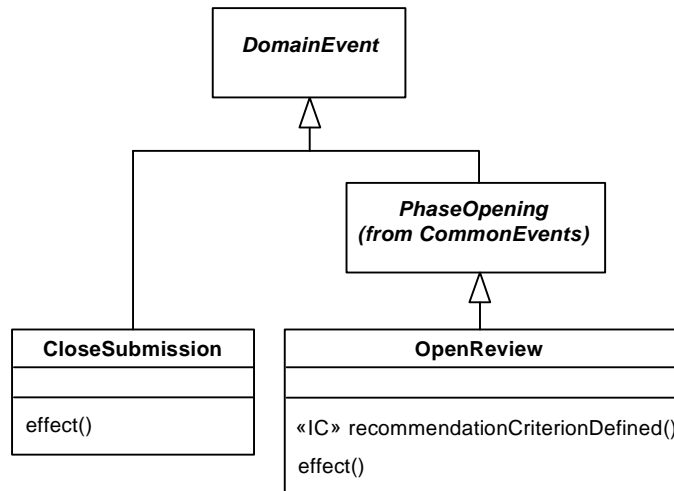 DomainEvent
PhaseOpening
(from CommonEvents)
CloseSubmission
effect()
OpenReview
«IC» recommendationCriterionDefined()
effect()